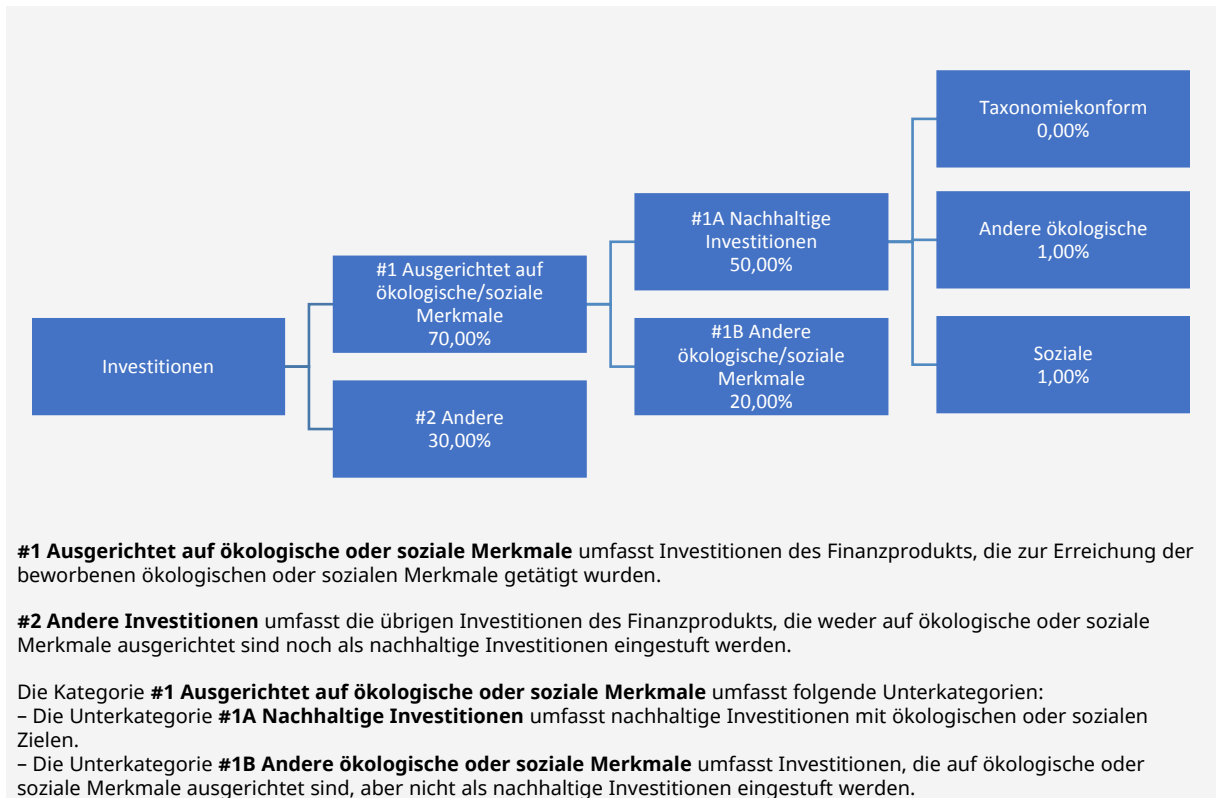 Investitionen
#1 Ausgerichtet auf
ökologische/soziale
Merkmale
70,00%
#2 Andere
30,00%
#1A Nachhaltige
Investitionen
50,00%
#1B Andere
ökologische/soziale
Merkmale
20,00%
Taxonomiekonform
0,00%
Andere ökologische
1,00%
Soziale
1,00%
#1 Ausgerichtet auf ökologische oder soziale Merkmale umfasst Investitionen des Finanzprodukts, die zur Erreichung der
beworbenen ökologischen oder sozialen Merkmale getätigt wurden.
#2 Andere Investitionen umfasst die übrigen Investitionen des Finanzprodukts, die weder auf ökologische oder soziale
Merkmale ausgerichtet sind noch als nachhaltige Investitionen eingestuft werden.
Die Kategorie #1 Ausgerichtet auf ökologische oder soziale Merkmale umfasst folgende Unterkategorien:
– Die Unterkategorie #1A Nachhaltige Investitionen umfasst nachhaltige Investitionen mit ökologischen oder sozialen
Zielen.
– Die Unterkategorie #1B Andere ökologische oder soziale Merkmale umfasst Investitionen, die auf ökologische oder
soziale Merkmale ausgerichtet sind, aber nicht als nachhaltige Investitionen eingestuft werden.